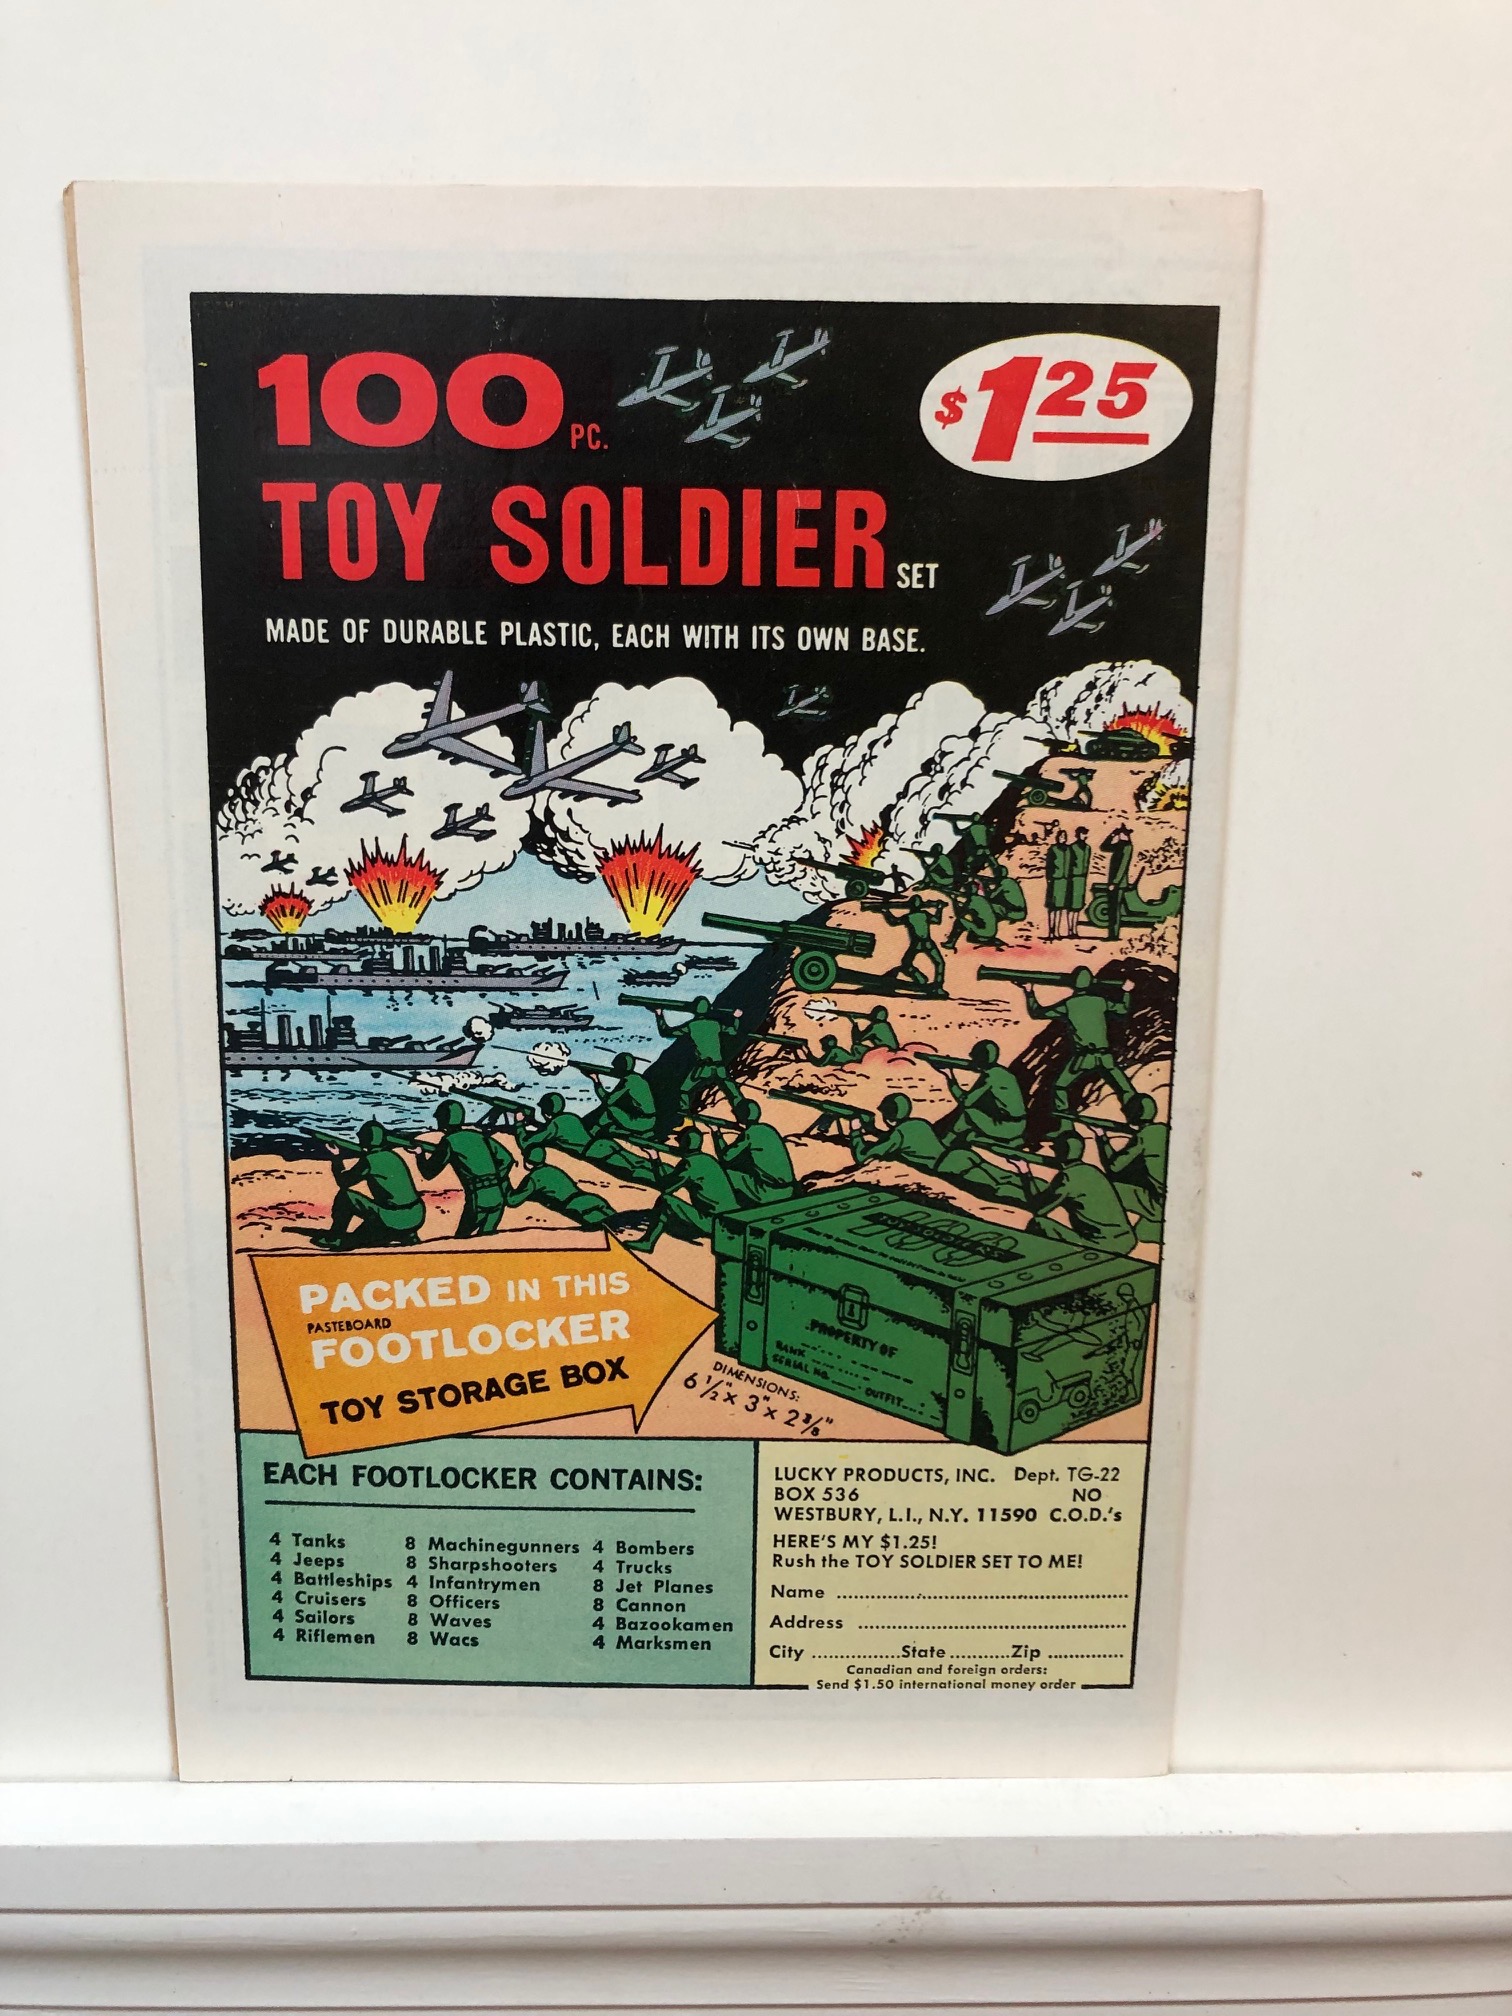 100 PC.
$1.25
TOY SOLDIER SET
MADE OF DURABLE PLASTIC, EACH WITH ITS OWN BASE.
PACKED IN THIS
PASTEBOARD
FOOTLOCKER
TOY STORAGE BOX
PROPERTY OF
RANK
SERIAL NO.
OUTFIT
DIMENSIONS:
6 1/2" x 3" x 2 3/8"
EACH FOOTLOCKER CONTAINS:
4 Tanks
4 Jeeps
4 Battleships
4 Cruisers
4 Sailors
4 Riflemen
8 Machinegunners
8 Sharpshooters
4 Infantrymen
8 Officers
8 Waves
8 Wacs
4 Bombers
4 Trucks
8 Jet Planes
8 Cannon
4 Bazookamen
4 Marksmen
LUCKY PRODUCTS, INC. Dept. TG-22
BOX 536 NO
WESTBURY, L.I., N.Y. 11590 C.O.D.'s
HERE'S MY $1.25!
Rush the TOY SOLDIER SET TO ME!
Name
Address
City State Zip
Canadian and foreign orders:
Send $1.50 international money order